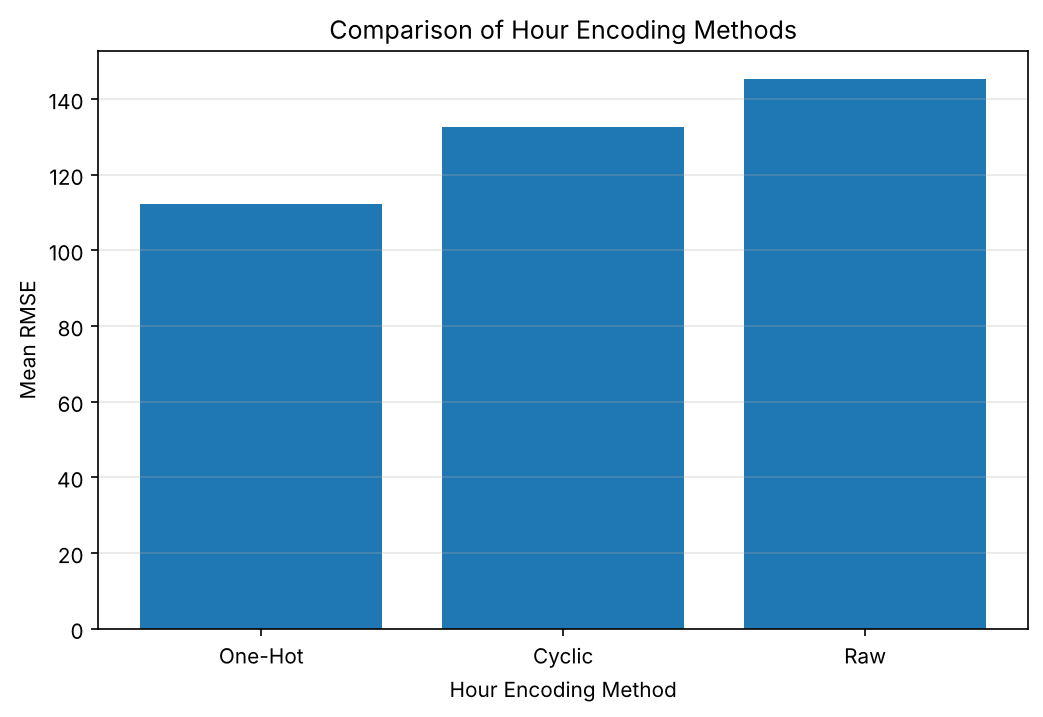 Comparison of Hour Encoding Methods
Mean RMSE
140
120
100
80
60
40
20
0
One-Hot
Cyclic
Raw
Hour Encoding Method